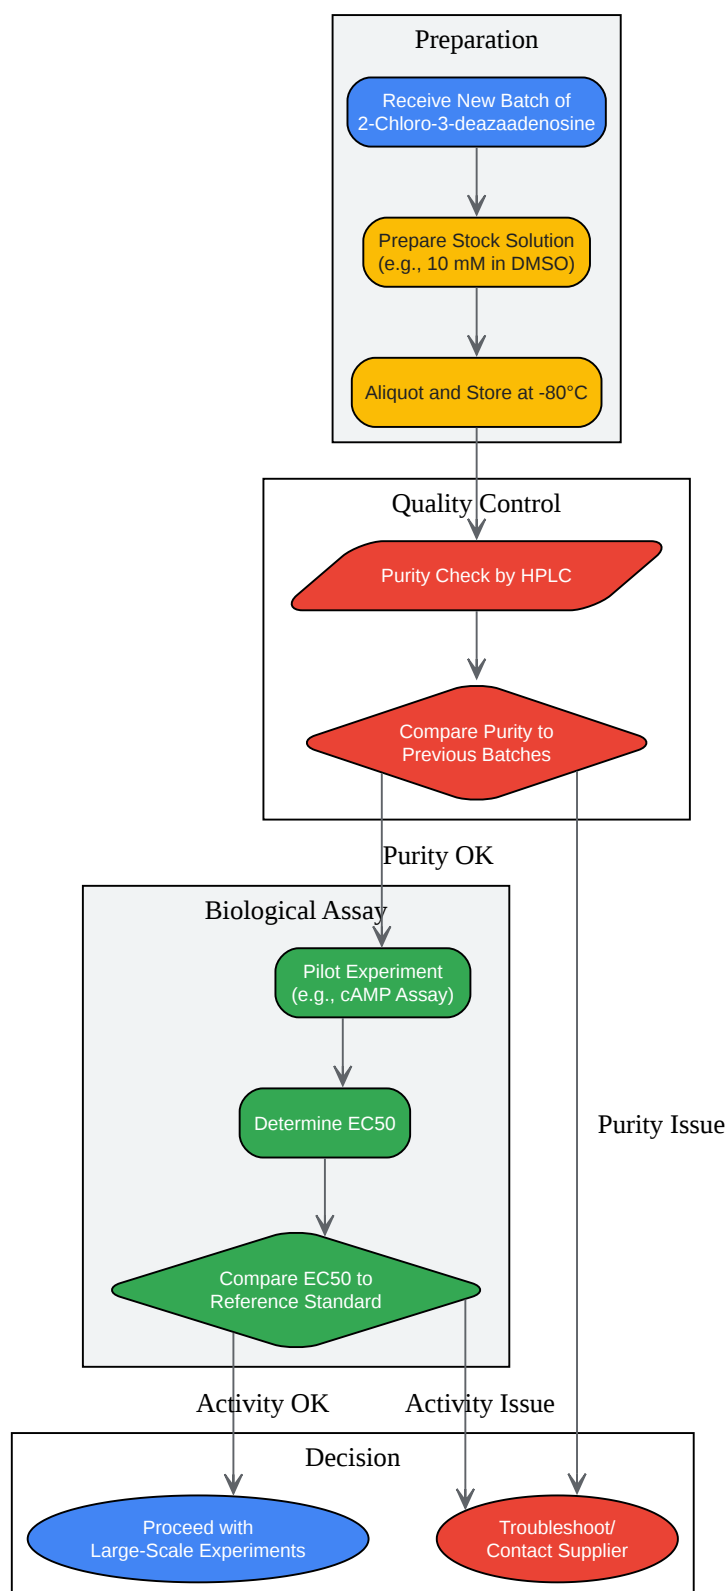 Preparation
Receive New Batch of
2-Chloro-3-deazaadenosine
Prepare Stock Solution
(e.g., 10 mM in DMSO)
Aliquot and Store at -80°C
Quality Control
Purity Check by HPLC
Compare Purity to
Previous Batches
Purity OK
Biological Assay
Pilot Experiment
(e.g., cAMP Assay)
Determine EC50
Purity Issue
Compare EC50 to
Reference Standard
Activity OK
Activity Issue
Decision
Proceed with
Large-Scale Experiments
Troubleshoot/
Contact Supplier